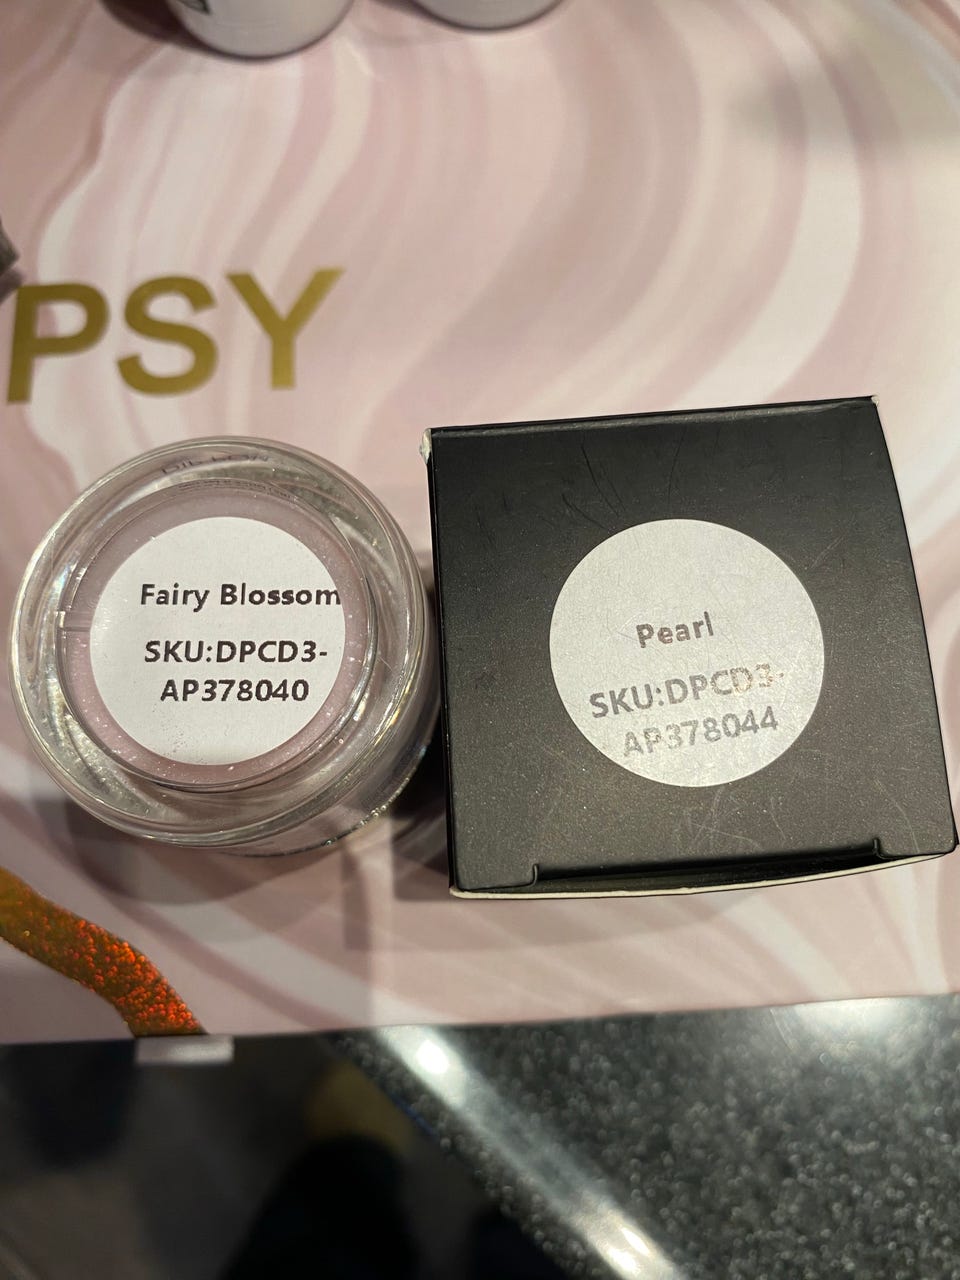 PSY
Fairy Blossom
SKU:DPCD3-
AP378040
Pearl
SKU:DPCD3-
AP378044